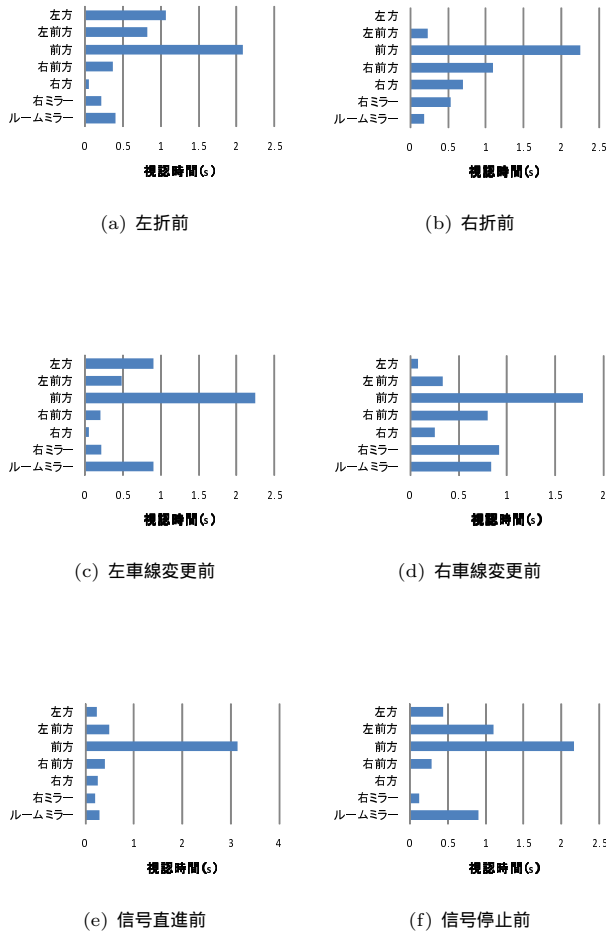 左方
左前方
前方
右前方
右方
右ミラー
ルームミラー
0 0.5 1 1.5 2 2.5
視認時間(s)
(a) 左折前
左方
左前方
前方
右前方
右方
右ミラー
ルームミラー
0 0.5 1 1.5 2 2.5
視認時間(s)
(b) 右折前
左方
左前方
前方
右前方
右方
右ミラー
ルームミラー
0 0.5 1 1.5 2 2.5
視認時間(s)
(c) 左車線変更前
左方
左前方
前方
右前方
右方
右ミラー
ルームミラー
0 0.5 1 1.5 2
視認時間(s)
(d) 右車線変更前
左方
左前方
前方
右前方
右方
右ミラー
ルームミラー
0 1 2 3 4
視認時間(s)
(e) 信号直進前
左方
左前方
前方
右前方
右方
右ミラー
ルームミラー
0 0.5 1 1.5 2 2.5
視認時間(s)
(f) 信号停止前